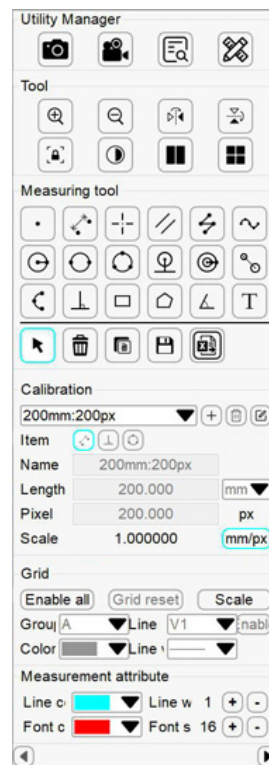 Utility Manager
Tool
Measuring tool
T
Calibration
200mm:200px
Item
Name 200mm:200px
Length 200.000 mm
Pixel 200.000 px
Scale 1.000000 mm/px
Grid
Enable all Grid reset Scale
Grou A Line V1 nabl
Color Line
Measurement attribute
Line c Line w 1 + -
Font c Font s 16 + -